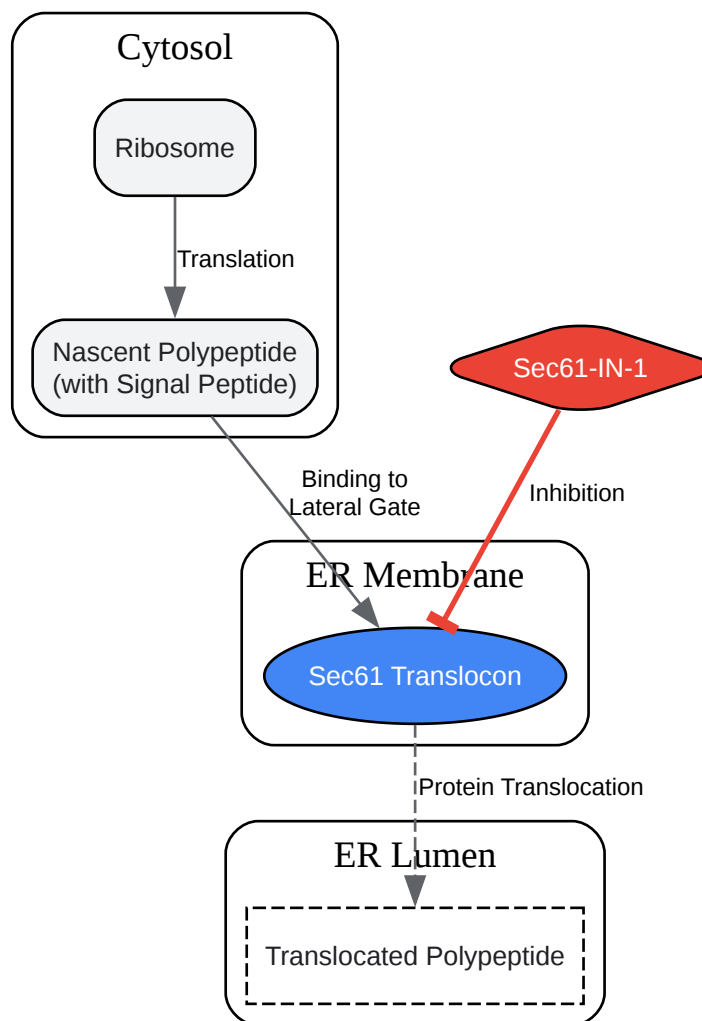 Cytosol
Ribosome
Translation
Nascent Polypeptide
(with Signal Peptide)
Sec61-IN-1
Binding to
Lateral Gate
Inhibition
ER Membrane
Sec61 Translocon
Protein Translocation
ER Lumen
Translocated Polypeptide